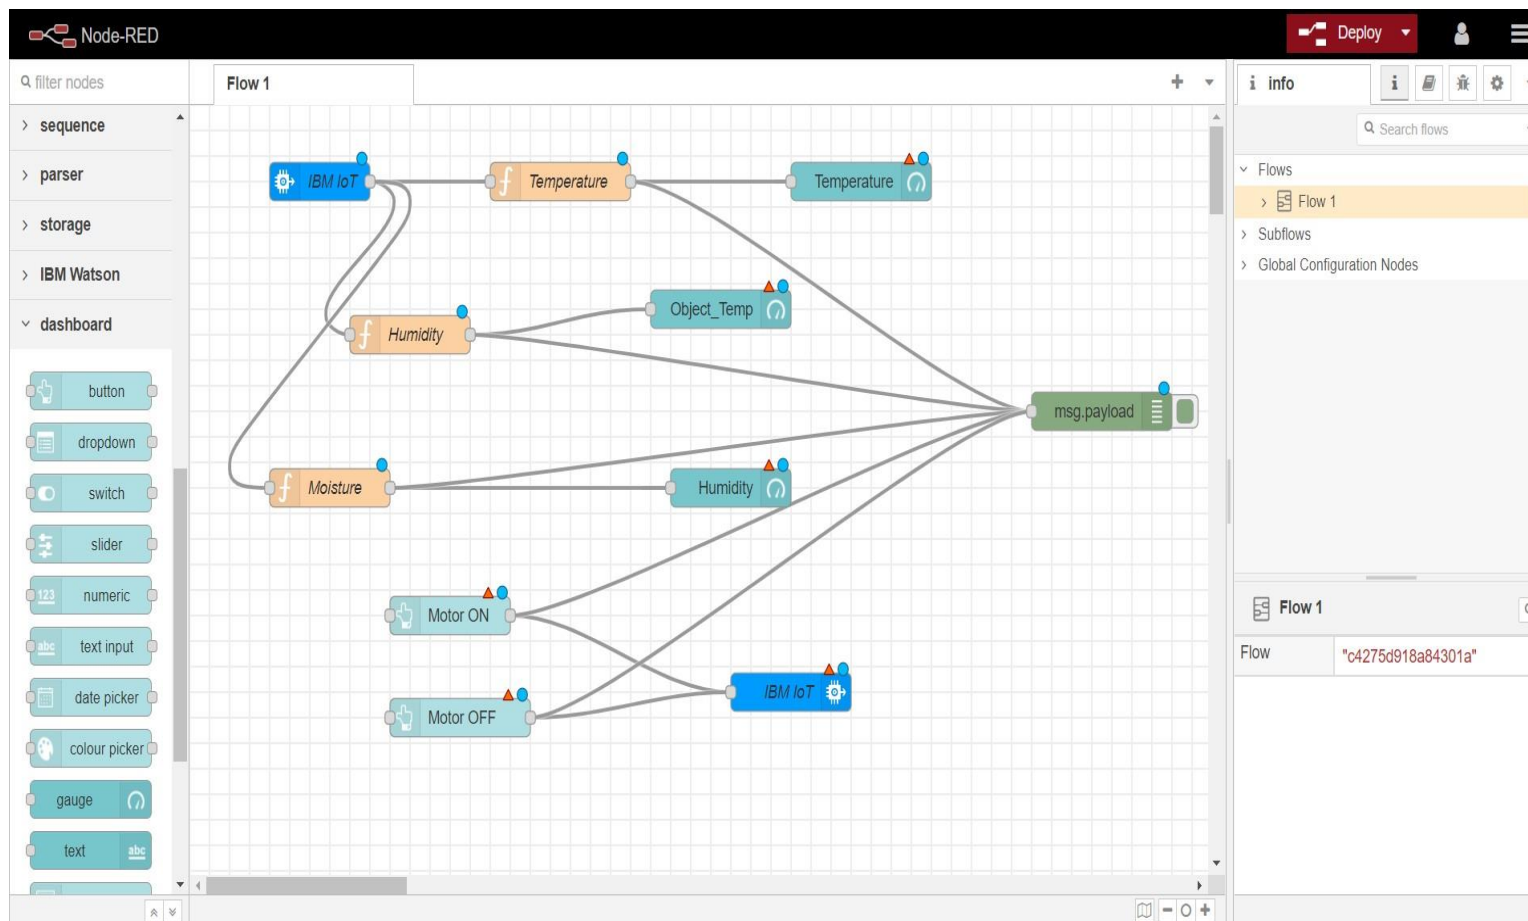 Node-RED
Deploy
filter nodes
Flow 1
info
i
Search flows
sequence
parser
storage
IBM Watson
dashboard
button
dropdown
switch
slider
123 numeric
abc text input
date picker
colour picker
gauge
text abc
IBM IoT
Temperature
Temperature
Humidity
Object_Temp
msg.payload
Moisture
Humidity
Motor ON
Motor OFF
IBM IoT
Flows
Flow 1
Subflows
Global Configuration Nodes
Flow 1
Flow "c4275d918a84301a"